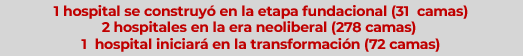 1 hospital se construyó en la etapa fundacional (31 camas)
2 hospitales en la era neoliberal (278 camas)
1 hospital iniciará en la transformación (72 camas)